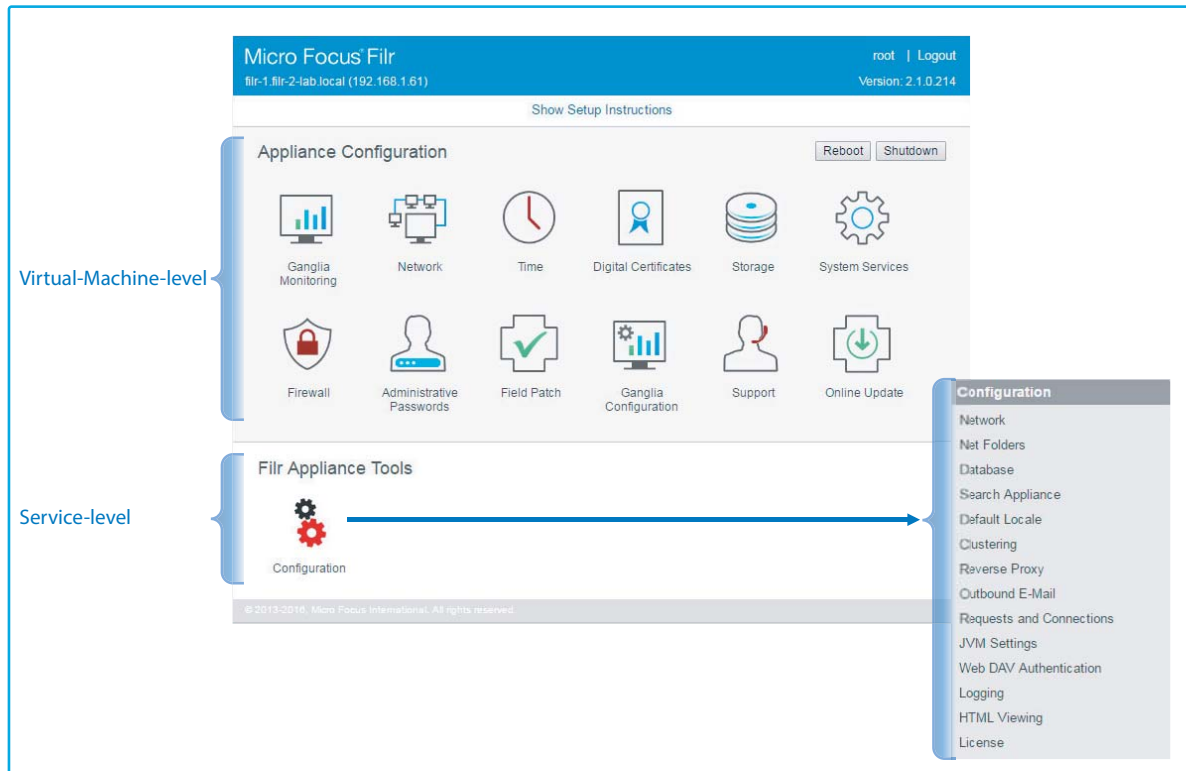 Micro Focus® Filr
root | Logout
filr-1.filr-2-lab.local (192.168.1.61)
Version: 2.1.0.214
Show Setup Instructions
Virtual-Machine-level
Appliance Configuration
Reboot
Shutdown
Ganglia
Monitoring
Network
Time
Digital Certificates
Storage
System Services
Firewall
Administrative
Passwords
Field Patch
Ganglia
Configuration
Support
Online Update
Service-level
Filr Appliance Tools
Configuration
© 2013-2016, Micro Focus International. All rights reserved.
Configuration
Network
Net Folders
Database
Search Appliance
Default Locale
Clustering
Reverse Proxy
Outbound E-Mail
Requests and Connections
JVM Settings
Web DAV Authentication
Logging
HTML Viewing
License